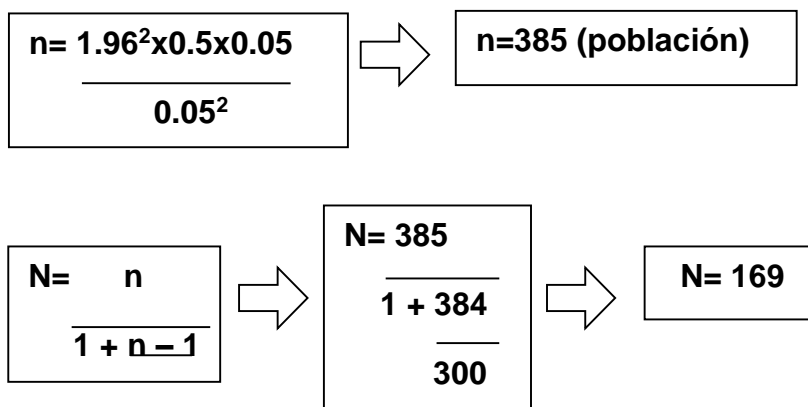 n= 1.96²x0.5x0.05
0.05²
n=385 (población)
N= n
1 + n – 1
N= 385
1 + 384
300
N= 169